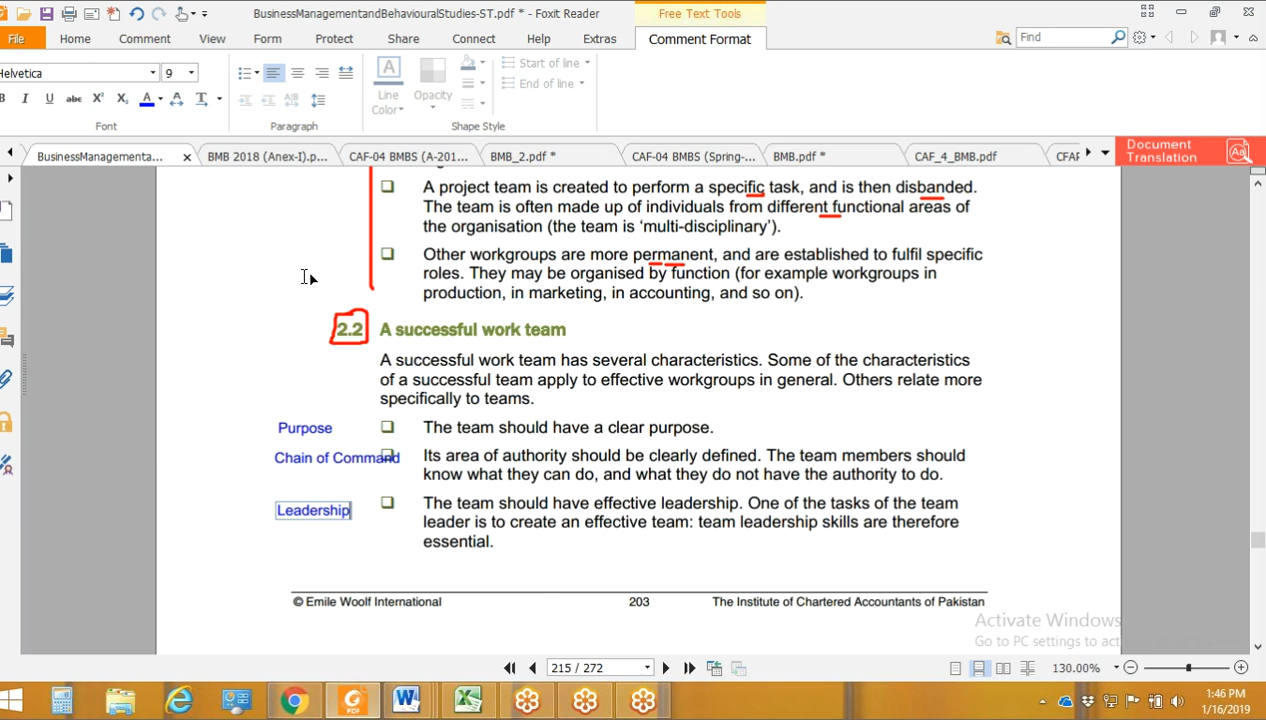 BusinessManagementandBehaviouralStudies-ST.pdf * - Foxit Reader
Free Text Tools
File Home Comment View Form Protect Share Connect Help Extras Comment Format
Find
Helvetica 9
Start of line
End of line
Line Color
Opacity
Font Paragraph Shape Style
BusinessManagementa... BMB 2018 (Anex-I).p... CAF-04 BMBS (A-201... BMB_2.pdf * CAF-04 BMBS (Spring-... BMB.pdf * CAF_4_BMB.pdf CFAP
Document Translation
A project team is created to perform a specific task, and is then disbanded.
The team is often made up of individuals from different functional areas of
the organisation (the team is ‘multi-disciplinary’).
Other workgroups are more permanent, and are established to fulfil specific
roles. They may be organised by function (for example workgroups in
production, in marketing, in accounting, and so on).
2.2 A successful work team
A successful work team has several characteristics. Some of the characteristics
of a successful team apply to effective workgroups in general. Others relate more
specifically to teams.
Purpose The team should have a clear purpose.
Chain of Command Its area of authority should be clearly defined. The team members should
know what they can do, and what they do not have the authority to do.
Leadership The team should have effective leadership. One of the tasks of the team
leader is to create an effective team: team leadership skills are therefore
essential.
© Emile Woolf International 203 The Institute of Chartered Accountants of Pakistan
Activate Windows
Go to PC settings to act
215 / 272 130.00%
1:46 PM
1/16/2019